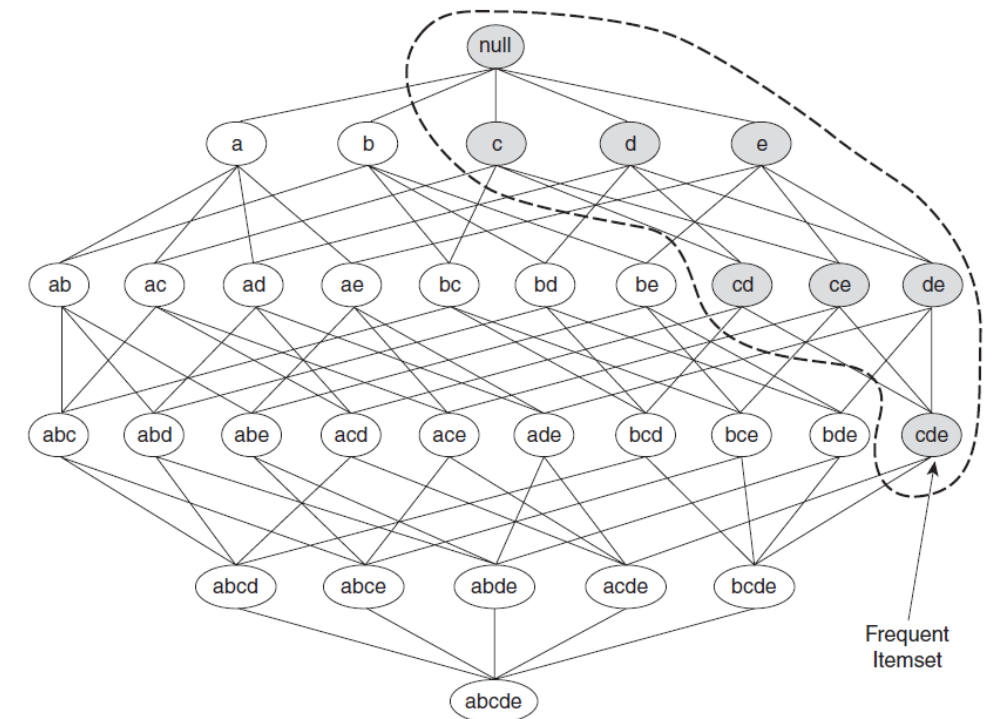 null
a b c d e
ab ac ad ae bc bd be cd ce de
abc abd abe acd ace ade bcd bce bde cde
abcd abce abde acde bcde
Frequent
Itemset
abcde